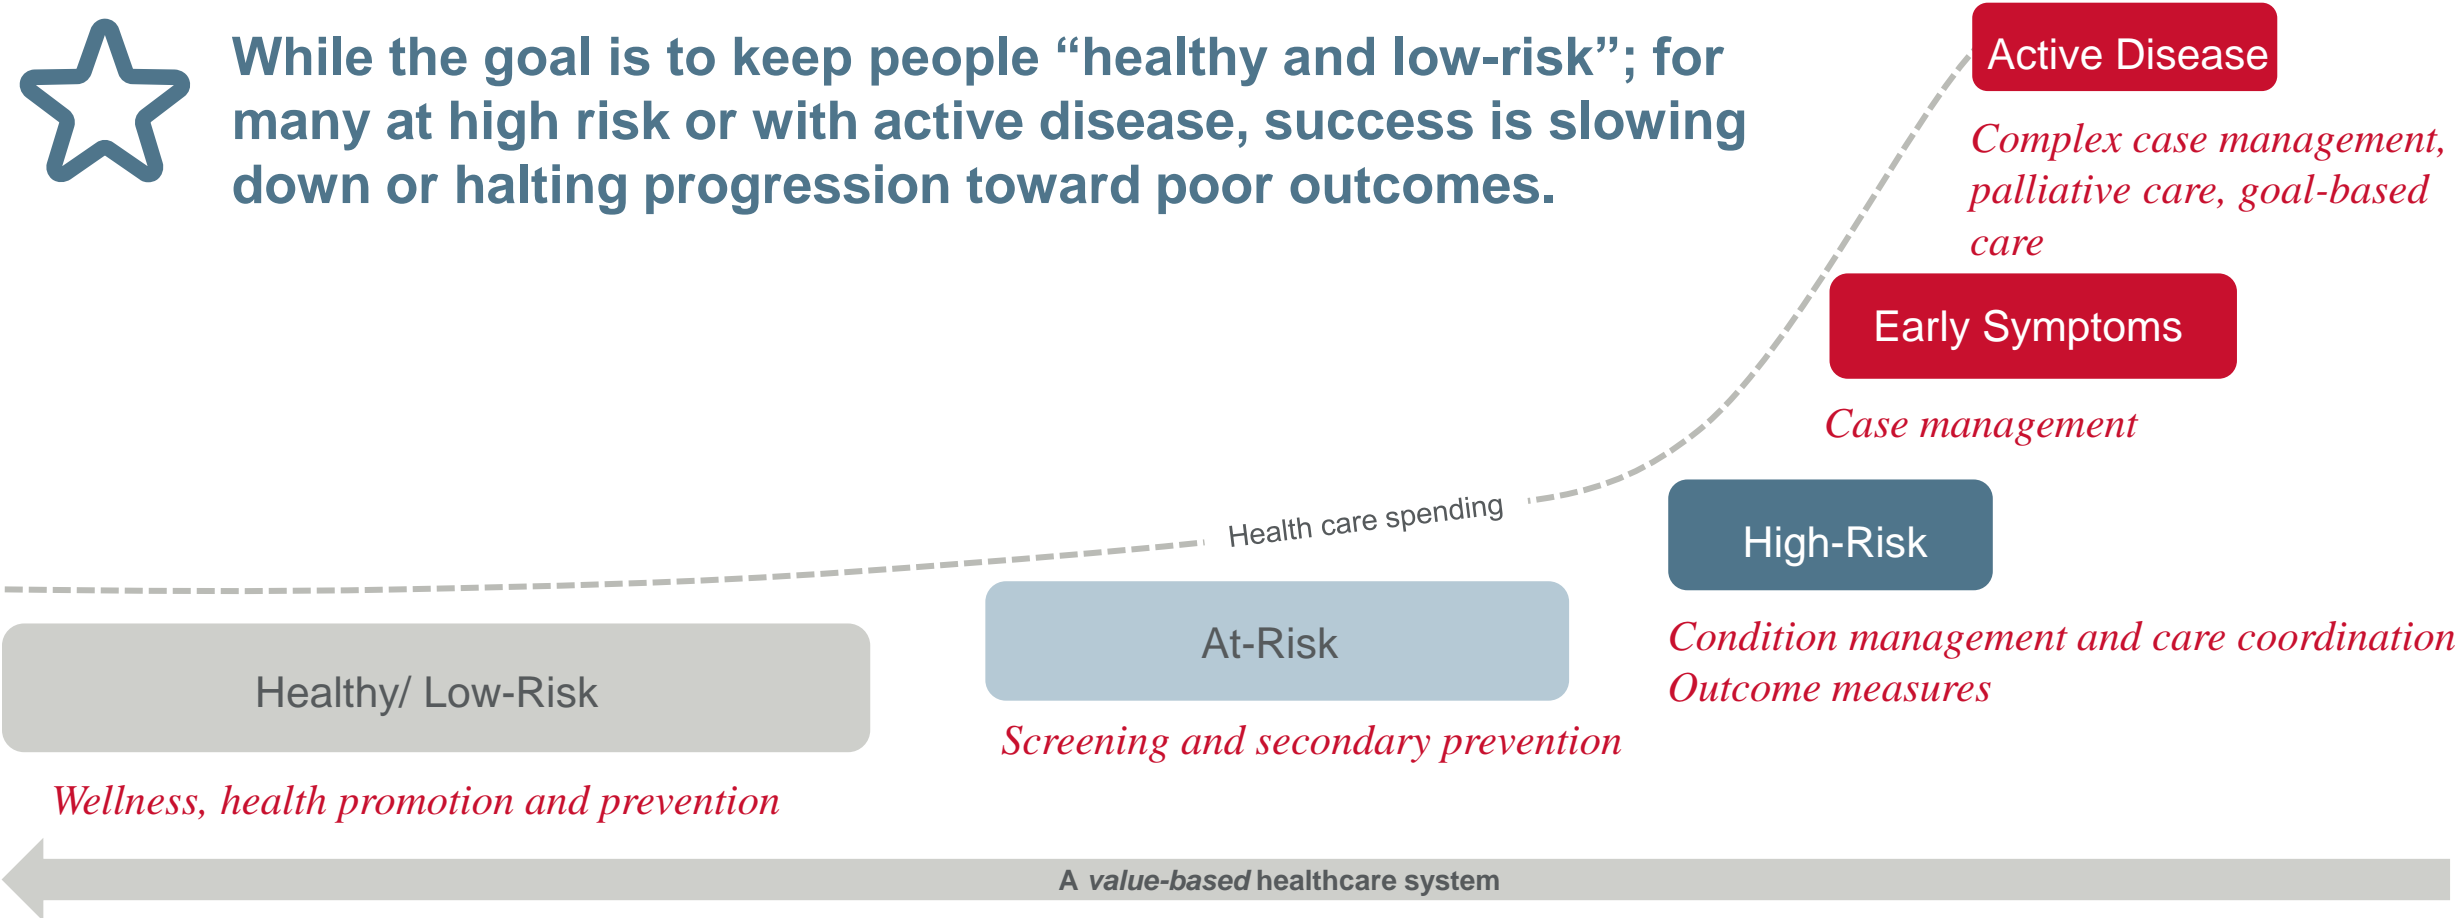 While the goal is to keep people “healthy and low-risk”; for
many at high risk or with active disease, success is slowing
down or halting progression toward poor outcomes.
Active Disease
Complex case management,
palliative care, goal-based
care
Early Symptoms
Case management
Health care spending
High-Risk
Condition management and care coordination
Outcome measures
At-Risk
Screening and secondary prevention
Healthy/ Low-Risk
Wellness, health promotion and prevention
A value-based healthcare system